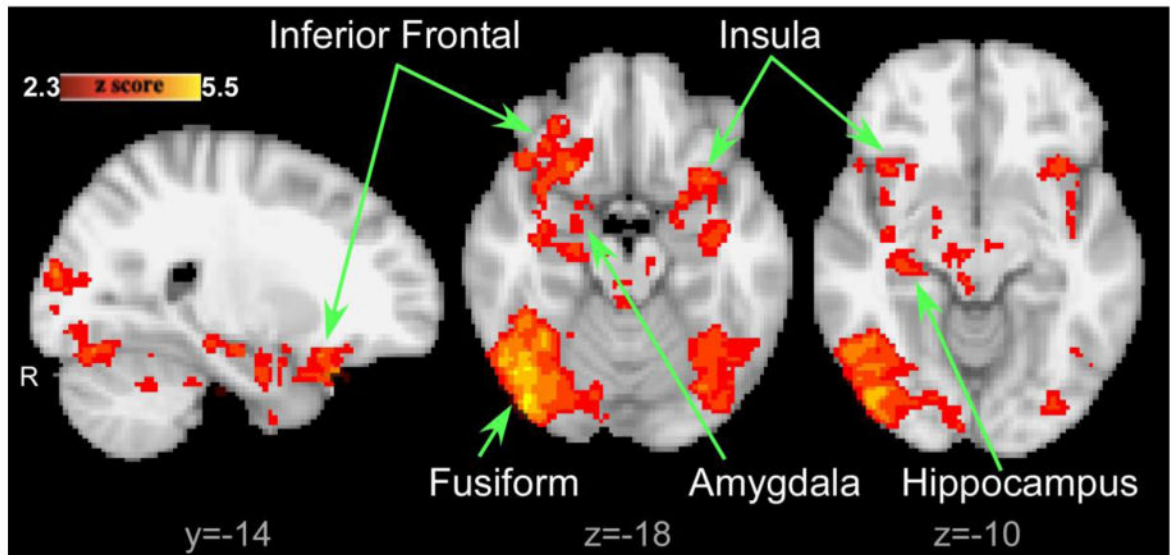 Inferior Frontal
Insula
2.3 z score 5.5
R
Fusiform
Amygdala
Hippocampus
y=-14
z=-18
z=-10